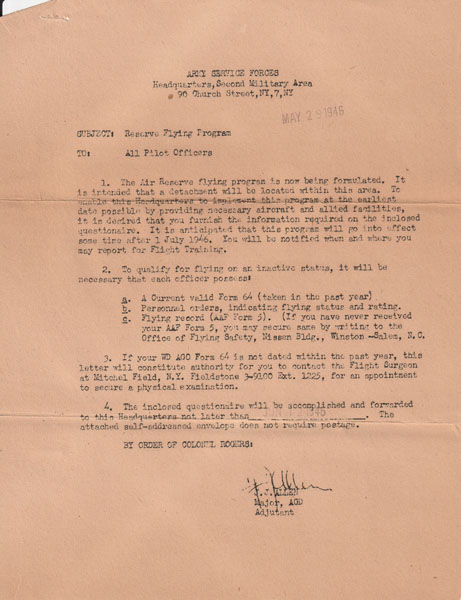 ARMY SERVICE FORCES
Headquarters, Second Military Area
@ 90 Church Street, NY, 7, NY
MAY 29 1946
SUBJECT: Reserve Flying Program
TO: All Pilot Officers
1. The Air Reserve flying program is now being formulated. It
is intended that a detachment will be located within this area. To
enable this Headquarters to implement this program at the earliest
date possible by providing necessary aircraft and allied facilities,
it is desired that you furnish the information required on the inclosed
questionaire. It is anticipated that this program will go into effect
some time after 1 July 1946. You will be notified when and where you
may report for Flight Training.
2. To qualify for flying on an inactive status, it will be
necessary that each officer possess:
a. A Current valid Form 64 (taken in the past year)
b. Personnel orders, indicating flying status and rating.
c. Flying record (AAF Form 5). (If you have never received
your AAF Form 5, you may secure same by writing to the
Office of Flying Safety, Nissen Bldg., Winston-Salem, N.C.
3. If your WD AGO Form 64 is not dated within the past year, this
letter will constitute authority for you to contact the Flight Surgeon
at Mitchel Field, N.Y. Fieldstone 3-9100 Ext. 1225, for an appointment
to secure a physical examination.
4. The inclosed questionaire will be accomplished and forwarded
to this Headquarters not later than 1946. The
attached self-addressed envelope does not require postage.
BY ORDER OF COLONEL ROGERS:
J. J. ALLEN
Major, AGD
Adjutant